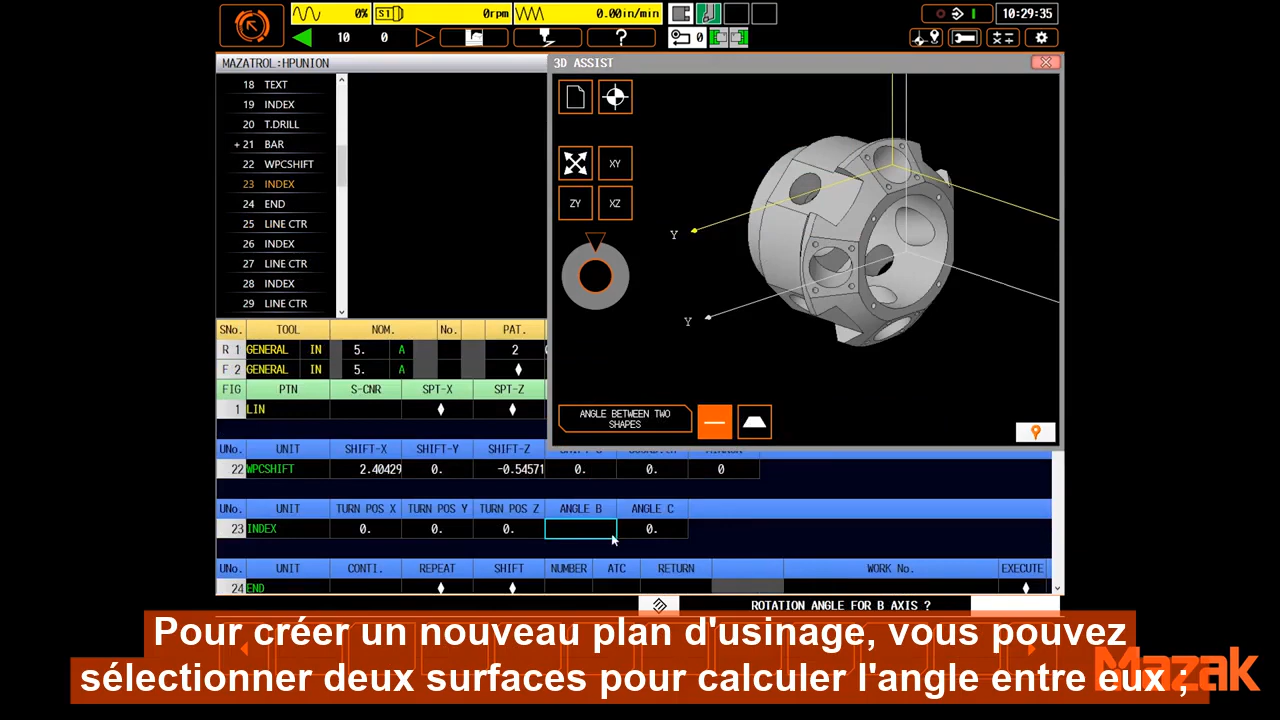 0%
S1
0rpm
0.00in/min
10:29:35
10
0
?
0
MAZATROL:HPUNION
3D ASSIST
18 TEXT
19 INDEX
20 T.DRILL
+ 21 BAR
22 WPCSHIFT
23 INDEX
24 END
25 LINE CTR
26 INDEX
27 LINE CTR
28 INDEX
29 LINE CTR
XY
ZY
XZ
Y
Y
ANGLE BETWEEN TWO
SHAPES
SNo. TOOL NOM. No. PAT.
R 1 GENERAL IN 5. A 2
F 2 GENERAL IN 5. A ♦
FIG PTN S-CNR SPT-X SPT-Z
1 LIN ♦ ♦
UNo. UNIT SHIFT-X SHIFT-Y SHIFT-Z
22 WPCSHIFT 2.40429 0. -0.54571 0. 0. 0
UNo. UNIT TURN POS X TURN POS Y TURN POS Z ANGLE B ANGLE C
23 INDEX 0. 0. 0. 0.
UNo. UNIT CONTI. REPEAT SHIFT NUMBER ATC RETURN WORK No. EXECUTE
24 END ♦ ♦ ♦
ROTATION ANGLE FOR B AXIS ?
Pour créer un nouveau plan d'usinage, vous pouvez
sélectionner deux surfaces pour calculer l'angle entre eux ;
Mazak